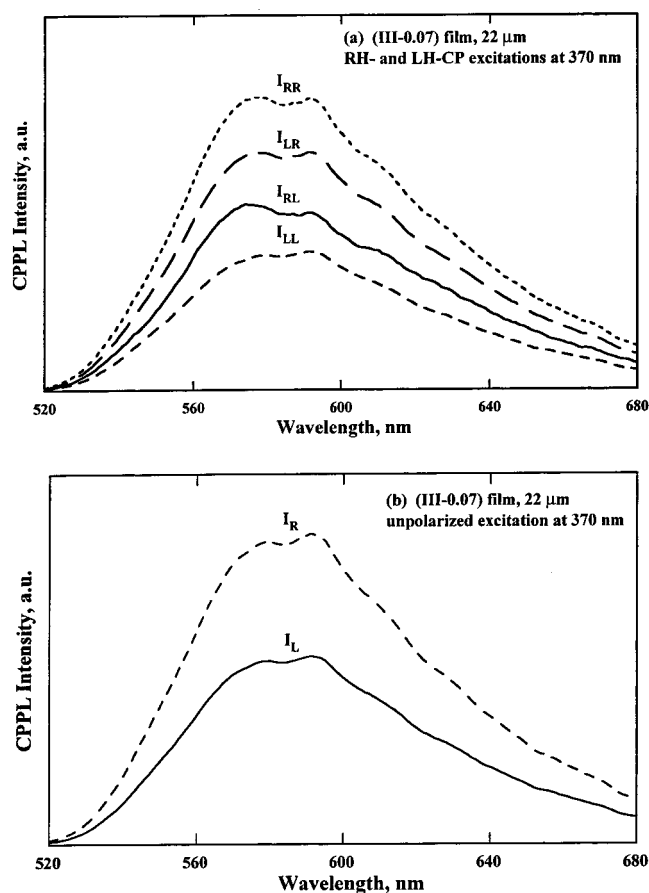 (a) (III-0.07) film, 22 μm
RH- and LH-CP excitations at 370 nm
I_RR
I_LR
I_RL
I_LL
CPPL Intensity, a.u.
520 560 600 640 680
Wavelength, nm
(b) (III-0.07) film, 22 μm
unpolarized excitation at 370 nm
I_R
I_L
CPPL Intensity, a.u.
520 560 600 640 680
Wavelength, nm